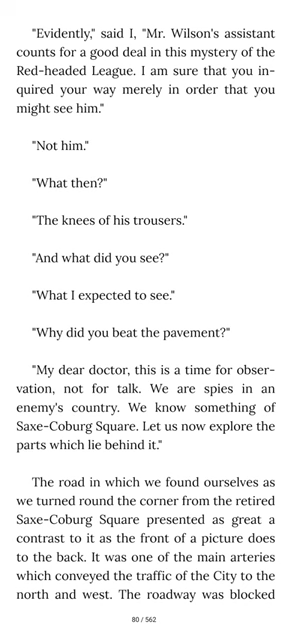 "Evidently," said I, "Mr. Wilson's assistant
counts for a good deal in this mystery of the
Red-headed League. I am sure that you in-
quired your way merely in order that you
might see him."
"Not him."
"What then?"
"The knees of his trousers."
"And what did you see?"
"What I expected to see."
"Why did you beat the pavement?"
"My dear doctor, this is a time for obser-
vation, not for talk. We are spies in an
enemy's country. We know something of
Saxe-Coburg Square. Let us now explore the
parts which lie behind it."
The road in which we found ourselves as
we turned round the corner from the retired
Saxe-Coburg Square presented as great a
contrast to it as the front of a picture does
to the back. It was one of the main arteries
which conveyed the traffic of the City to the
north and west. The roadway was blocked
80 / 562